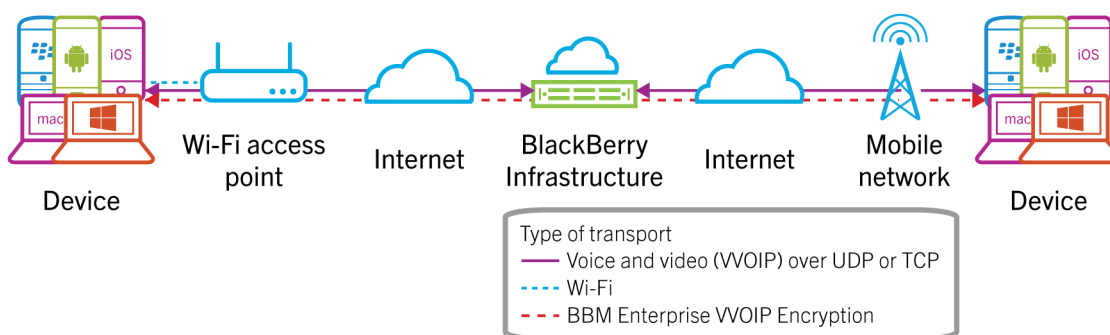 iOS
mac
iOS
mac
Device
Wi-Fi access
point
Internet
BlackBerry
Infrastructure
Internet
Mobile
network
Device
Type of transport
Voice and video (VVOIP) over UDP or TCP
Wi-Fi
BBM Enterprise VVOIP Encryption